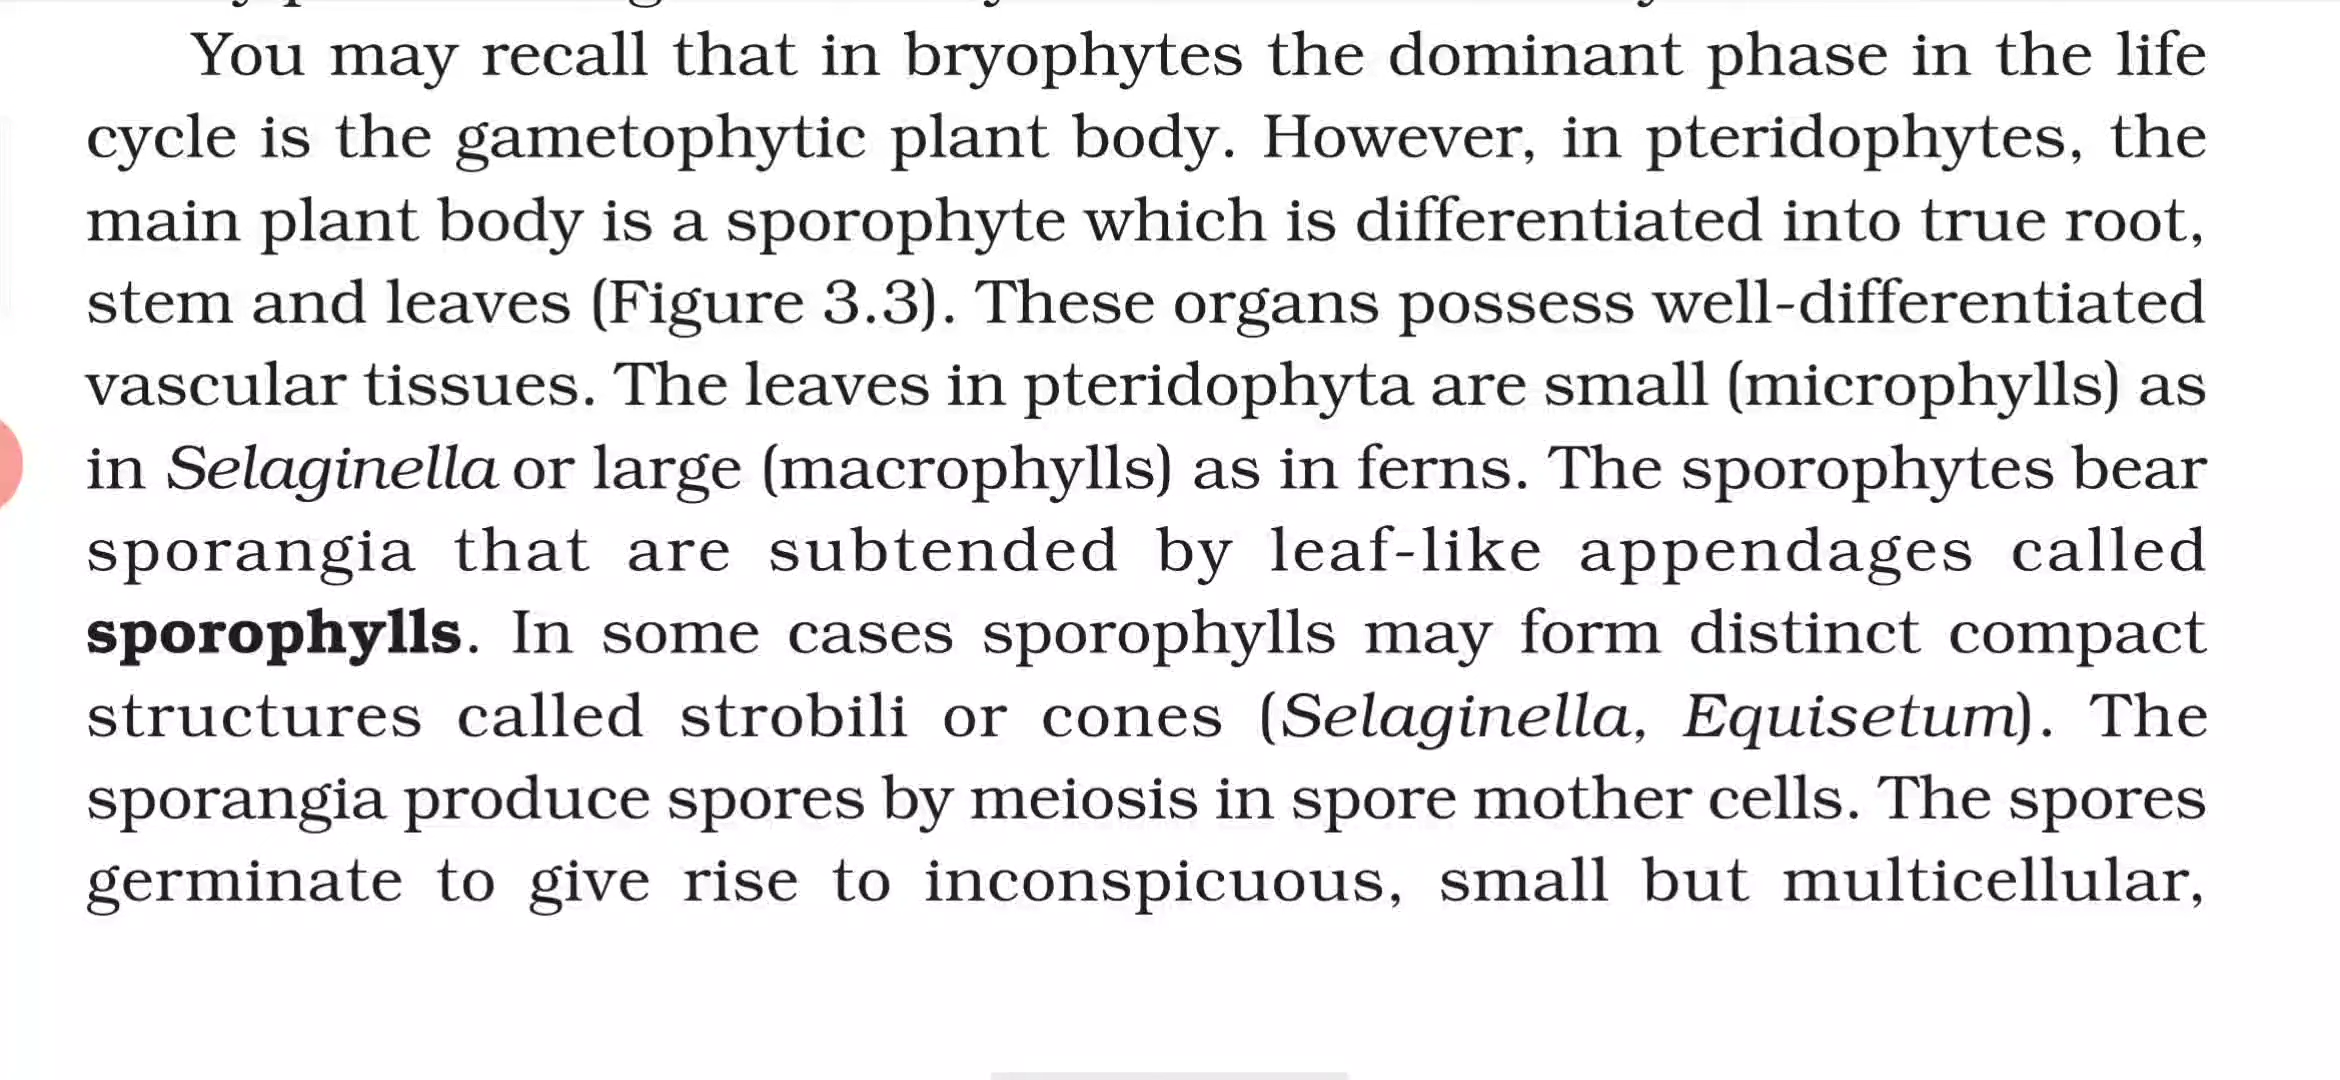 You may recall that in bryophytes the dominant phase in the life
cycle is the gametophytic plant body. However, in pteridophytes, the
main plant body is a sporophyte which is differentiated into true root,
stem and leaves (Figure 3.3). These organs possess well-differentiated
vascular tissues. The leaves in pteridophyta are small (microphylls) as
in Selaginella or large (macrophylls) as in ferns. The sporophytes bear
sporangia that are subtended by leaf-like appendages called
sporophylls. In some cases sporophylls may form distinct compact
structures called strobili or cones (Selaginella, Equisetum). The
sporangia produce spores by meiosis in spore mother cells. The spores
germinate to give rise to inconspicuous, small but multicellular,